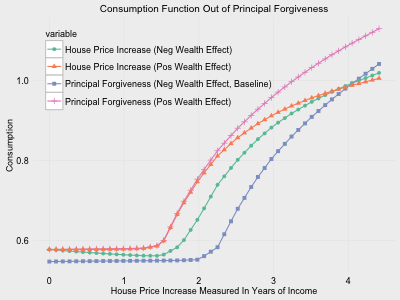 Consumption Function Out of Principal Forgiveness
variable
House Price Increase (Neg Wealth Effect)
House Price Increase (Pos Wealth Effect)
Principal Forgiveness (Neg Wealth Effect, Baseline)
Principal Forgiveness (Pos Wealth Effect)
1.0
0.8
0.6
Consumption
0 1 2 3 4
House Price Increase Measured In Years of Income